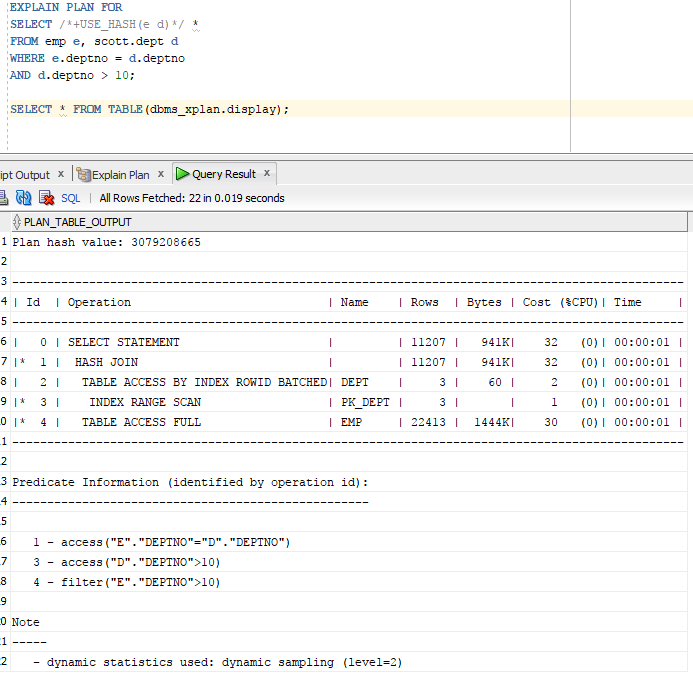 EXPLAIN PLAN FOR
SELECT /*+USE_HASH(e d)*/ *
FROM emp e, scott.dept d
WHERE e.deptno = d.deptno
AND d.deptno > 10;
SELECT * FROM TABLE(dbms_xplan.display);
ipt Output x Explain Plan x Query Result x
SQL | All Rows Fetched: 22 in 0.019 seconds
PLAN_TABLE_OUTPUT
1 Plan hash value: 3079208665
2
3 ------------------------------------------------------------------------------------------------
4 | Id  | Operation                           | Name    | Rows  | Bytes | Cost (%CPU)| Time     |
5 ------------------------------------------------------------------------------------------------
6 |   0 | SELECT STATEMENT                    |         | 11207 |   941K|    32   (0)| 00:00:01 |
7 |*  1 |  HASH JOIN                          |         | 11207 |   941K|    32   (0)| 00:00:01 |
8 |   2 |   TABLE ACCESS BY INDEX ROWID BATCHED| DEPT    |     3 |    60 |     2   (0)| 00:00:01 |
9 |*  3 |    INDEX RANGE SCAN                 | PK_DEPT |     3 |       |     1   (0)| 00:00:01 |
0 |*  4 |   TABLE ACCESS FULL                 | EMP     | 22413 |  1444K|    30   (0)| 00:00:01 |
1 ------------------------------------------------------------------------------------------------
2
3 Predicate Information (identified by operation id):
4 ---------------------------------------------------
5
6    1 - access("E"."DEPTNO"="D"."DEPTNO")
7    3 - access("D"."DEPTNO">10)
8    4 - filter("E"."DEPTNO">10)
9
0 Note
1 -----
2    - dynamic statistics used: dynamic sampling (level=2)